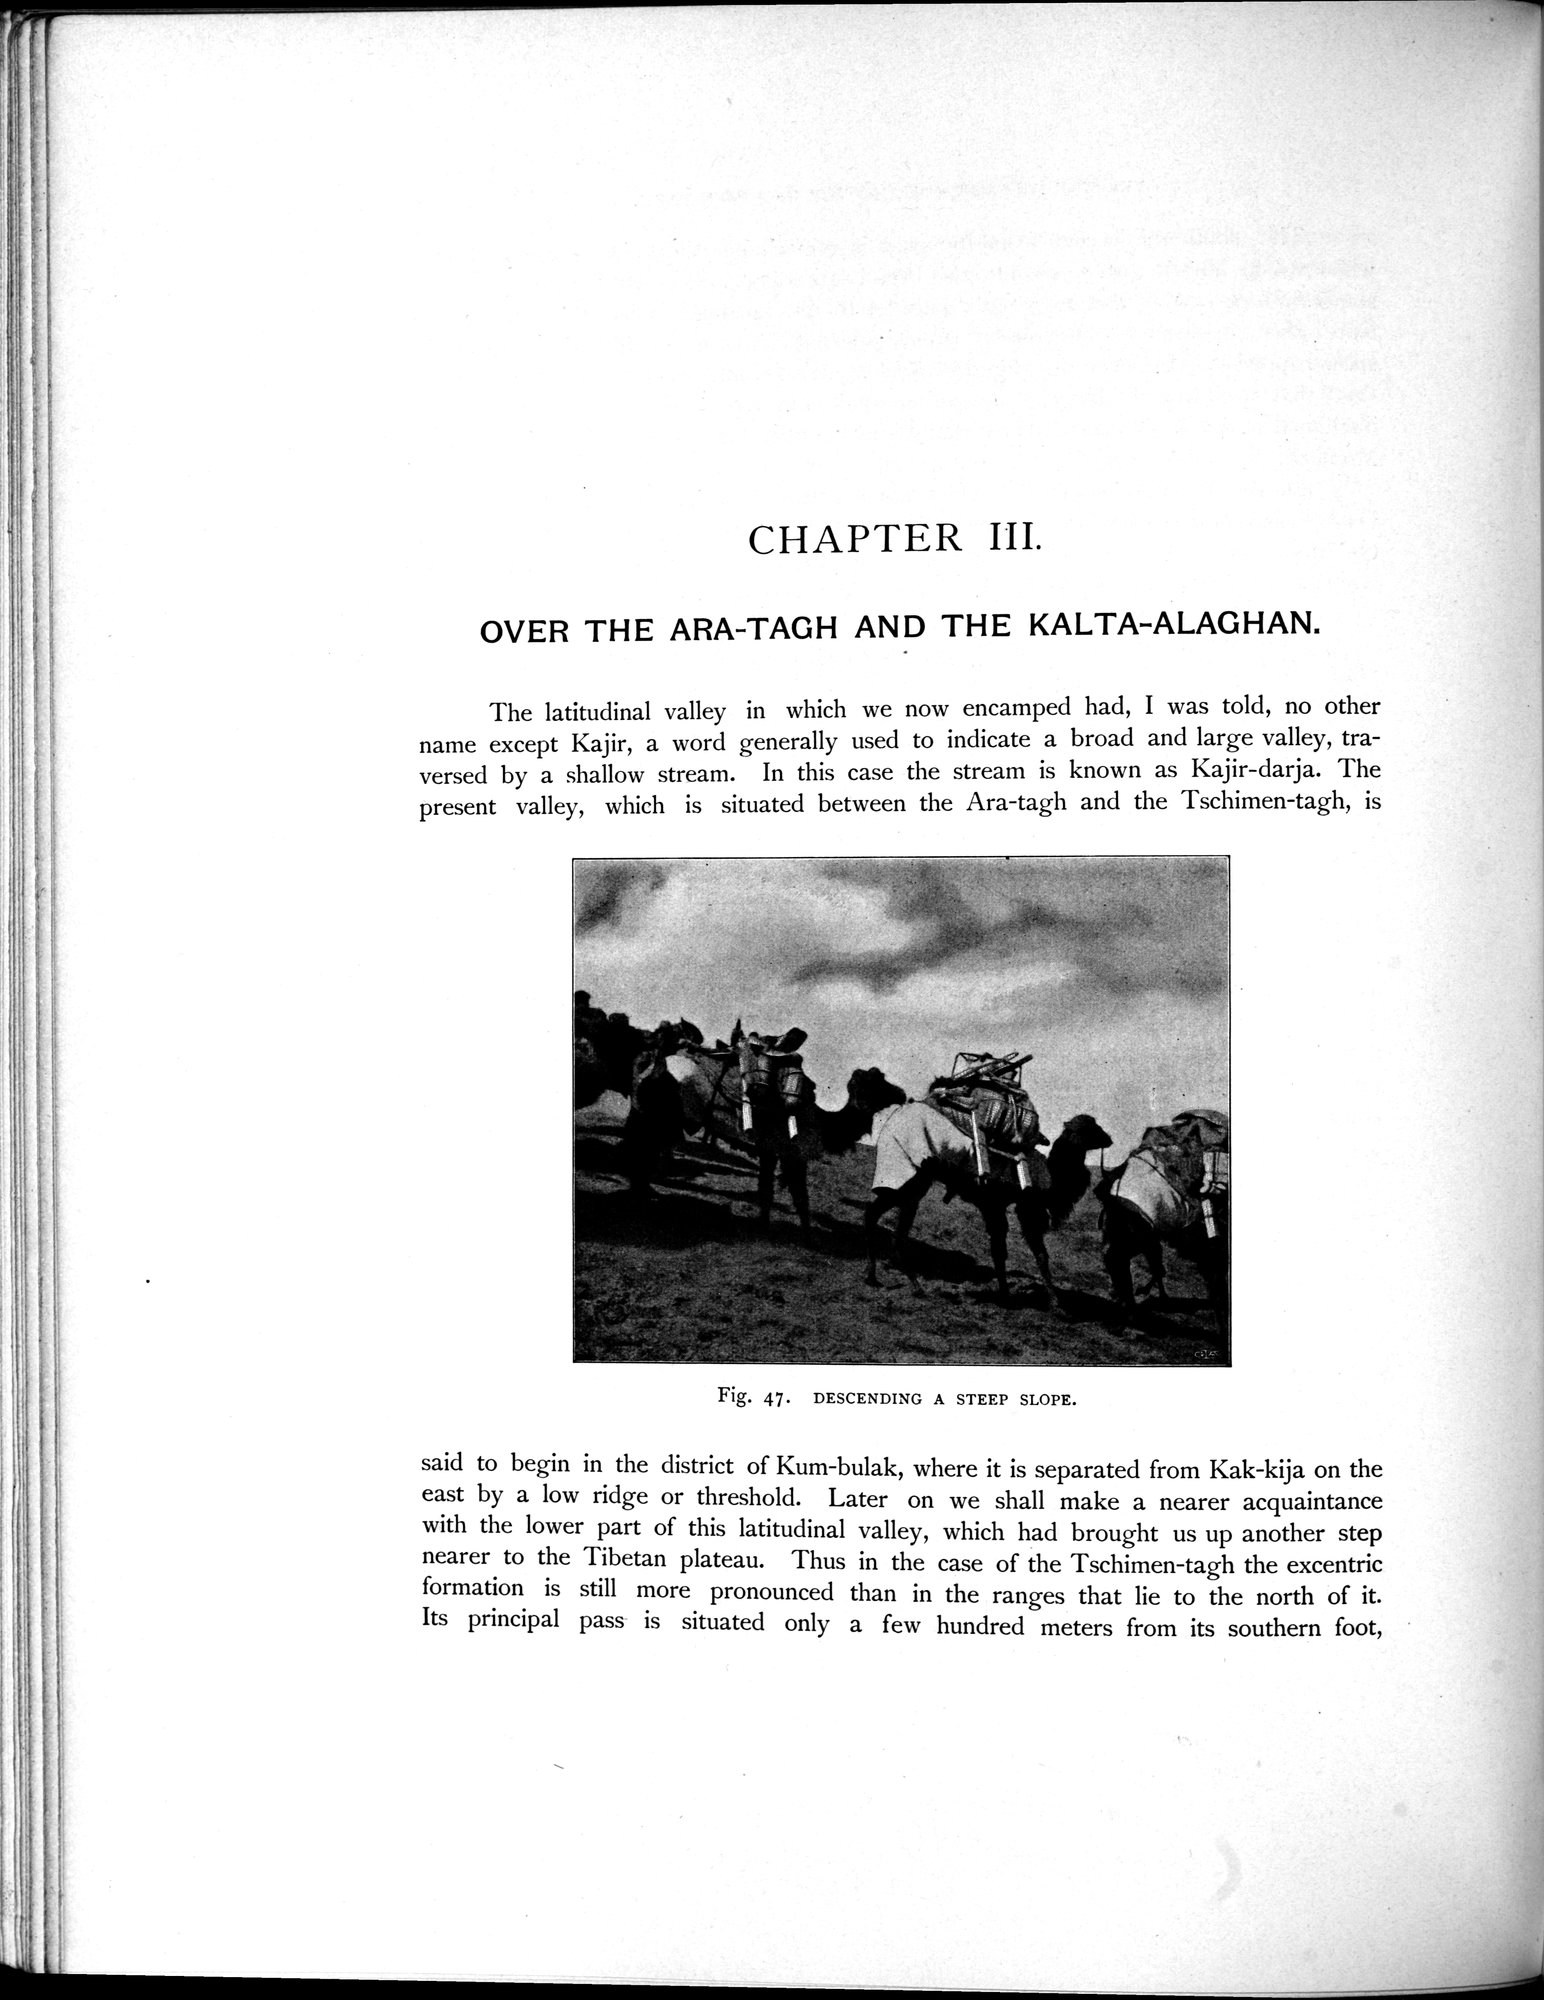 CHAPTER III.
OVER THE ARA-TAGH AND THE KALTA-ALAGHAN.
The latitudinal valley in which we now encamped had, I was told, no other
name except Kajir, a word generally used to indicate a broad and large valley, tra-
versed by a shallow stream. In this case the stream is known as Kajir-darja. The
present valley, which is situated between the Ara-tagh and the Tschimen-tagh, is
Fig. 47. DESCENDING A STEEP SLOPE.
said to begin in the district of Kum-bulak, where it is separated from Kak-kija on the
east by a low ridge or threshold. Later on we shall make a nearer acquaintance
with the lower part of this latitudinal valley, which had brought us up another step
nearer to the Tibetan plateau. Thus in the case of the Tschimen-tagh the excentric
formation is still more pronounced than in the ranges that lie to the north of it.
Its principal pass is situated only a few hundred meters from its southern foot,